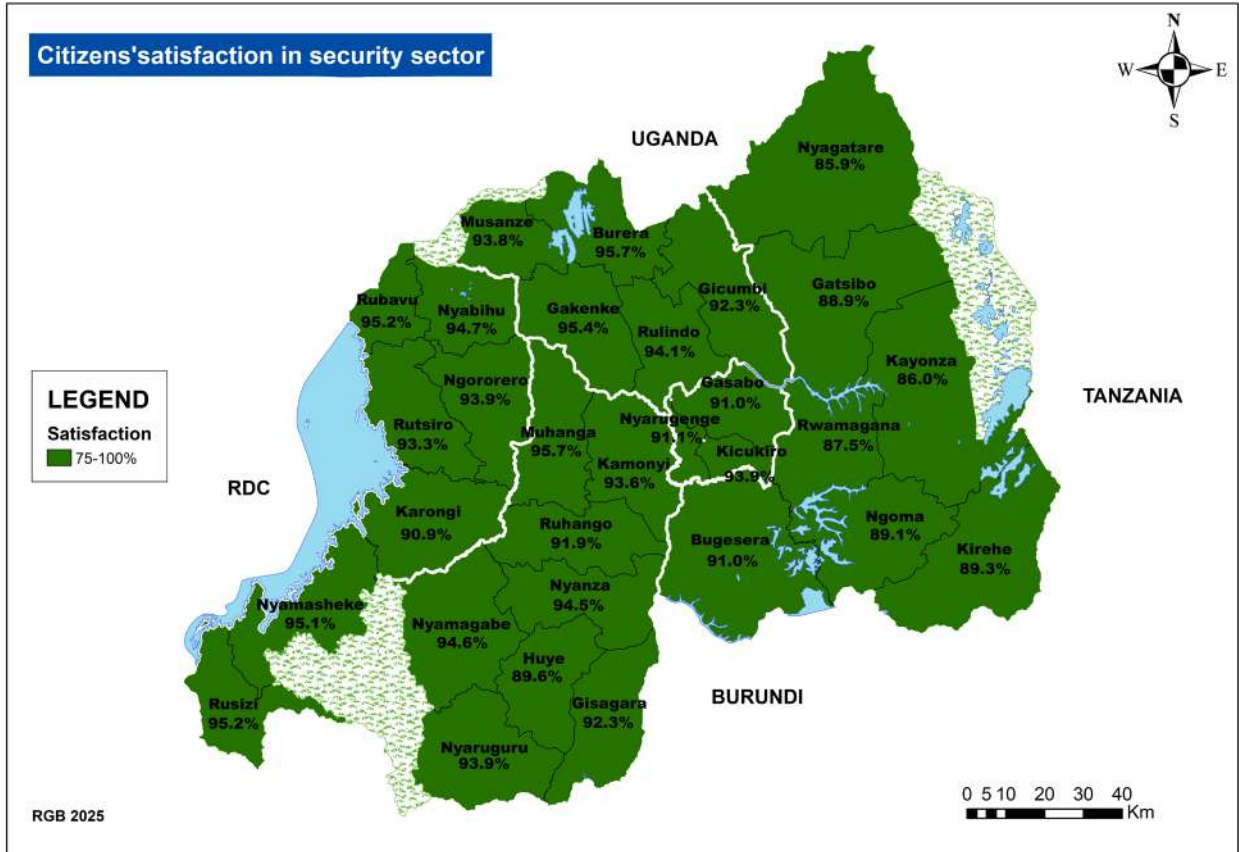 Citizens'satisfaction in security sector
N
W E
S
UGANDA
Nyagatare
85.9%
Musanze
93.8%
Burera
95.7%
Gicumbi
92.3%
Gatsibo
88.9%
Rubavu
95.2%
Nyabihu
94.7%
Gakenke
95.4%
Rulindo
94.1%
Kayonza
86.0%
TANZANIA
LEGEND
Satisfaction
75-100%
Ngororero
93.9%
Gasabo
91.0%
Rutsiro
93.3%
Muhanga
95.7%
Nyarugenge
91.1%
Kicukiro
93.9%
Rwamagana
87.5%
Kamonyi
93.6%
RDC
Karongi
90.9%
Ruhango
91.9%
Bugesera
91.0%
Ngoma
89.1%
Kirehe
89.3%
Nyamasheke
95.1%
Nyanza
94.5%
Nyamagabe
94.6%
Huye
89.6%
Gisagara
92.3%
BURUNDI
Rusizi
95.2%
Nyaruguru
93.9%
RGB 2025
0 5 10 20 30 40
Km